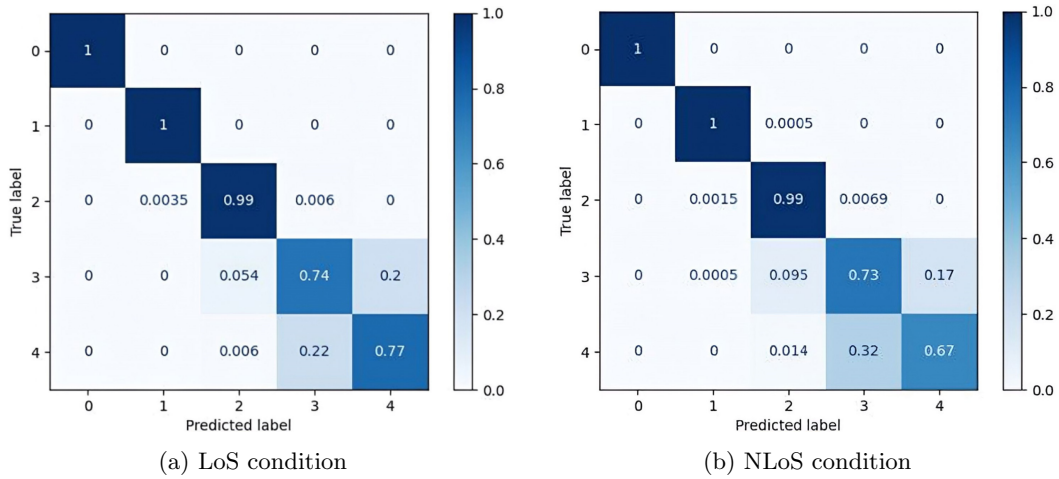 0 1 0 0 0 0
1 0 1 0 0 0
2 0 0.0035 0.99 0.006 0
3 0 0 0.054 0.74 0.2
4 0 0 0.006 0.22 0.77
0 1 2 3 4
True label
Predicted label
1.0
0.8
0.6
0.4
0.2
0.0
(a) LoS condition
0 1 0 0 0 0
1 0 1 0.0005 0 0
2 0 0.0015 0.99 0.0069 0
3 0 0.0005 0.095 0.73 0.17
4 0 0 0.014 0.32 0.67
0 1 2 3 4
True label
Predicted label
1.0
0.8
0.6
0.4
0.2
0.0
(b) NLoS condition